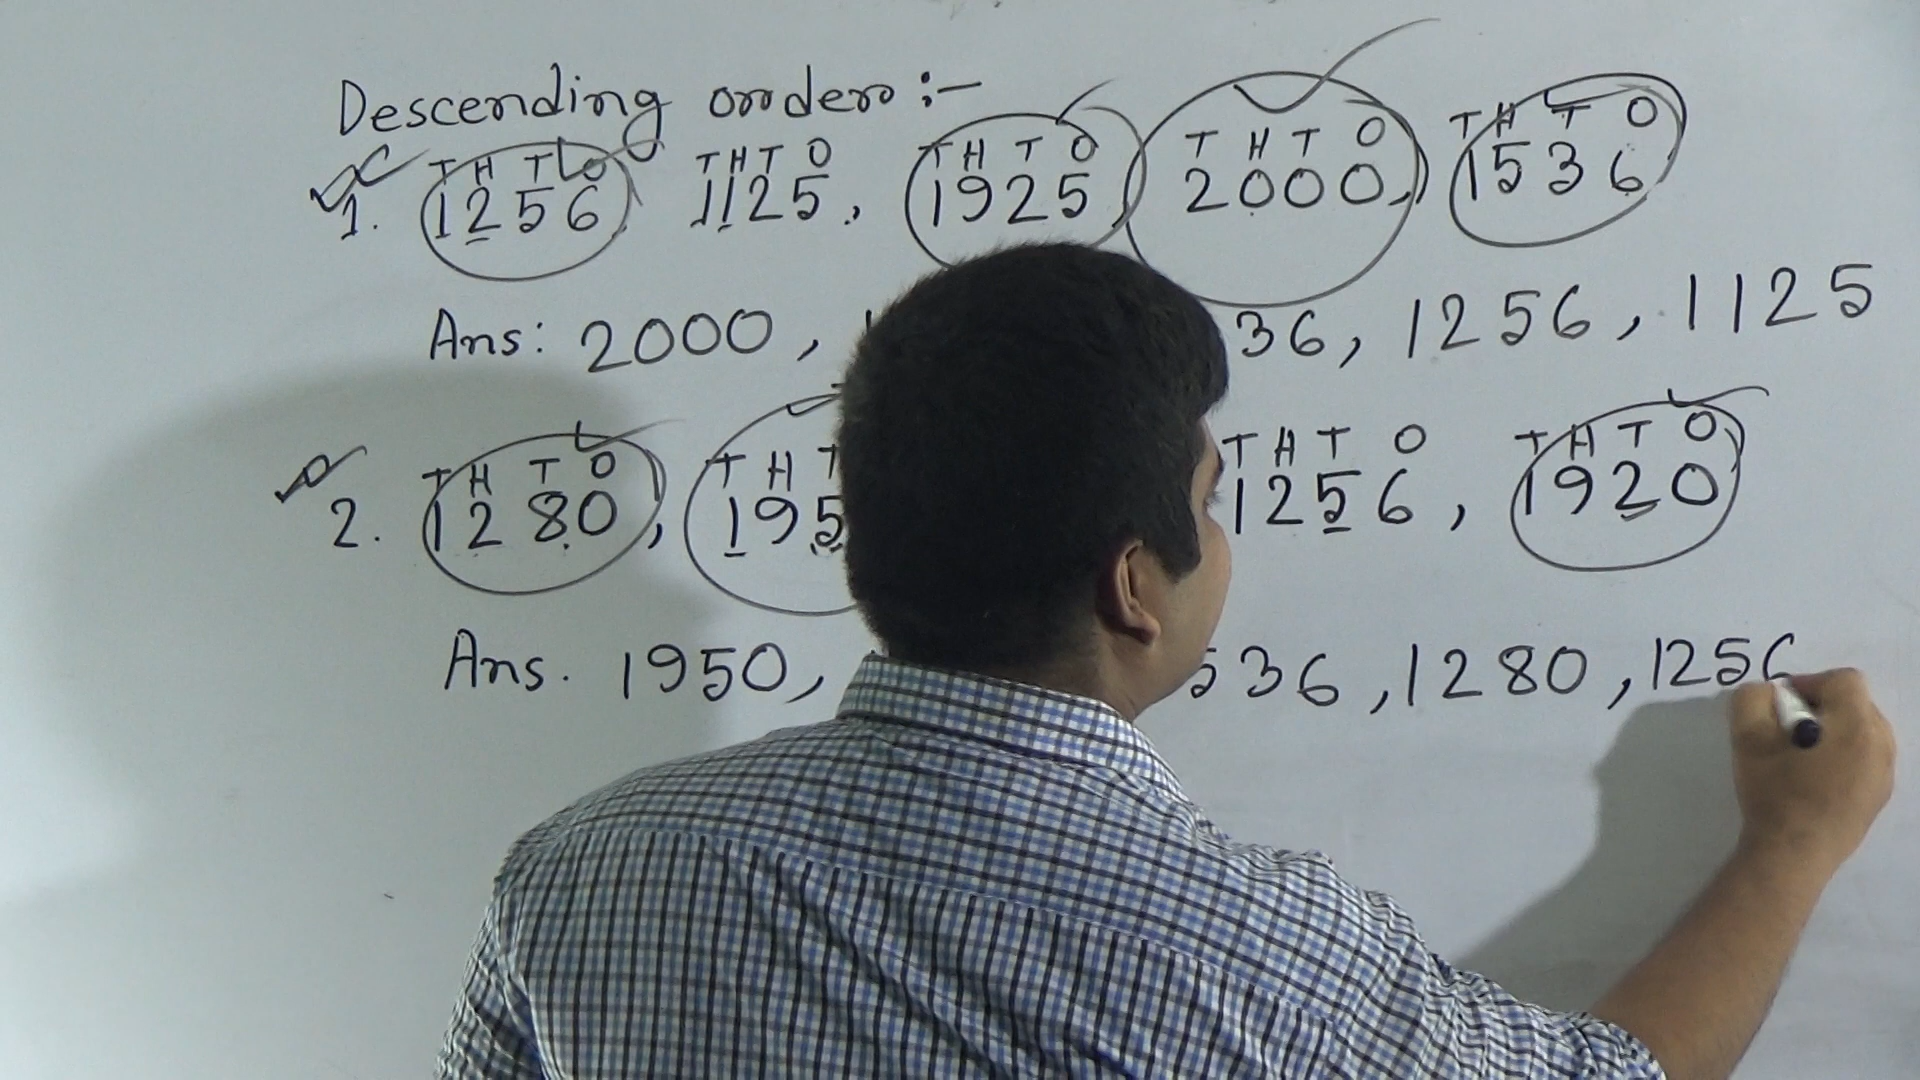 Descending order :-
T H T O T H T O T H T O T H T O T H T O
1. 1256, 1125, 1925, 2000, 1536
Ans: 2000, 36, 1256, 1125
T H T O T H T T H T O T H T O
2. 1280, 195 1256, 1920
Ans. 1950, 536, 1280, 1256